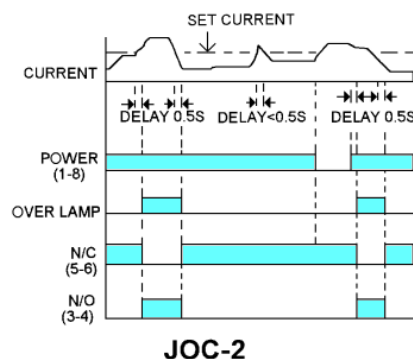 SET CURRENT
CURRENT
DELAY 0.5S DELAY<0.5S DELAY 0.5S
POWER
(1-8)
OVER LAMP
N/C
(5-6)
N/O
(3-4)
JOC-2